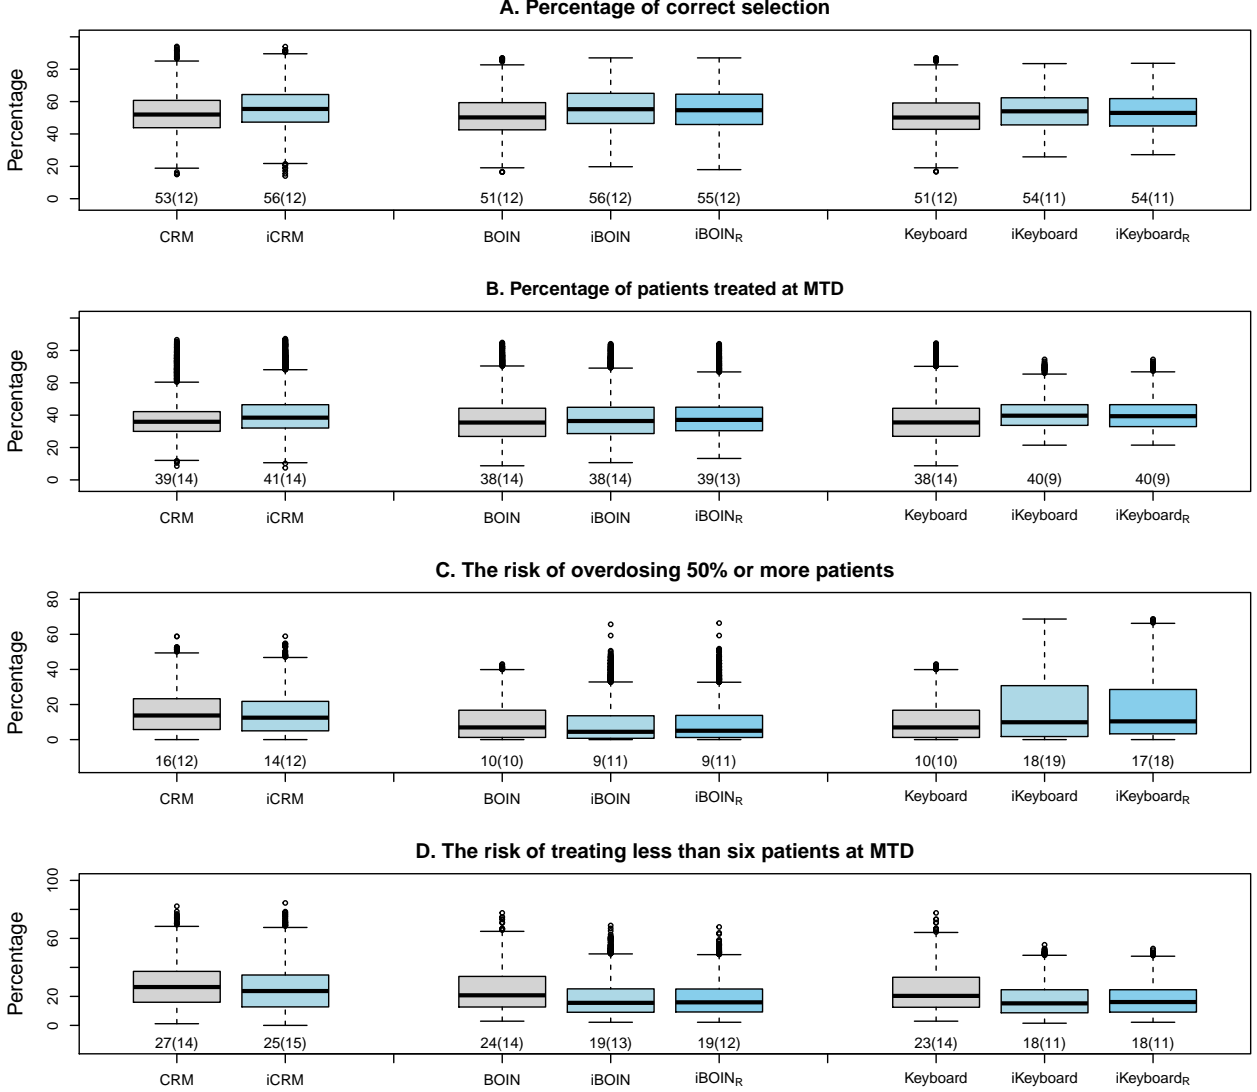 A. Percentage of correct selection
Percentage
0 20 40 60 80
53(12) 56(12) 51(12) 56(12) 55(12) 51(12) 54(11) 54(11)
CRM iCRM BOIN iBOIN iBOINR Keyboard iKeyboard iKeyboardR
B. Percentage of patients treated at MTD
Percentage
0 20 40 60 80
39(14) 41(14) 38(14) 38(14) 39(13) 38(14) 40(9) 40(9)
CRM iCRM BOIN iBOIN iBOINR Keyboard iKeyboard iKeyboardR
C. The risk of overdosing 50% or more patients
Percentage
0 20 40 60 80
16(12) 14(12) 10(10) 9(11) 9(11) 10(10) 18(19) 17(18)
CRM iCRM BOIN iBOIN iBOINR Keyboard iKeyboard iKeyboardR
D. The risk of treating less than six patients at MTD
Percentage
0 20 60 100
27(14) 25(15) 24(14) 19(13) 19(12) 23(14) 18(11) 18(11)
CRM iCRM BOIN iBOIN iBOINR Keyboard iKeyboard iKeyboardR